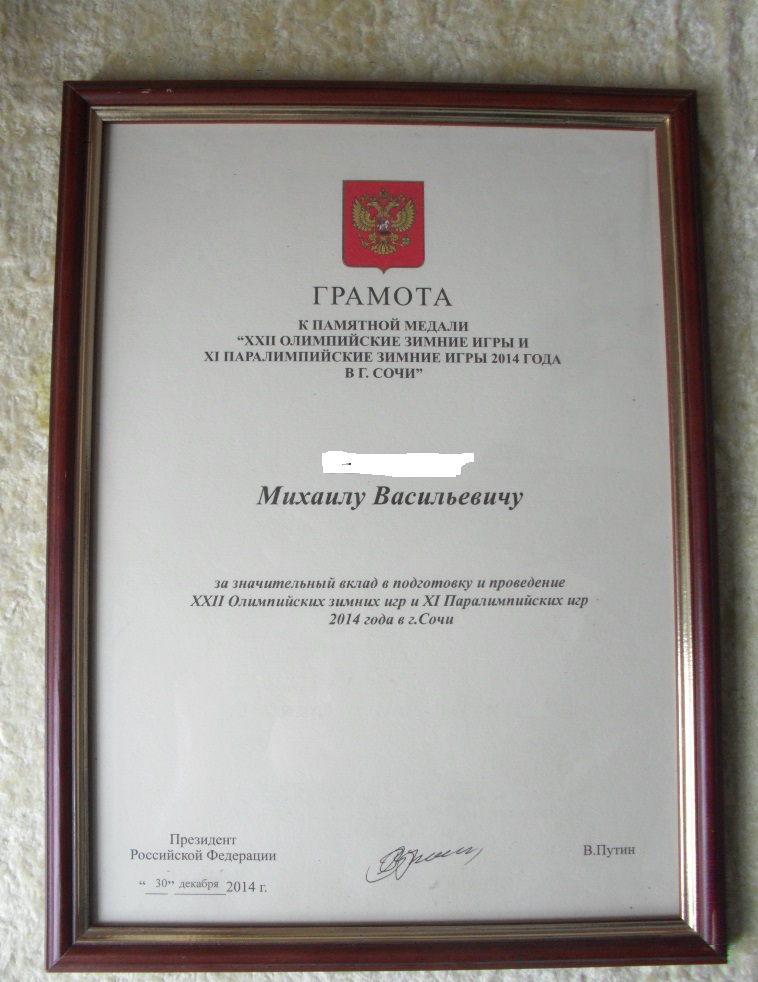 ГРАМОТА
К ПАМЯТНОЙ МЕДАЛИ
“XXII ОЛИМПИЙСКИЕ ЗИМНИЕ ИГРЫ И
XI ПАРАЛИМПИЙСКИЕ ЗИМНИЕ ИГРЫ 2014 ГОДА
В Г. СОЧИ”
Михаилу Васильевичу
за значительный вклад в подготовку и проведение
XXII Олимпийских зимних игр и XI Паралимпийских игр
2014 года в г.Сочи
Президент
Российской Федерации
В.Путин
“ 30” декабря 2014 г.